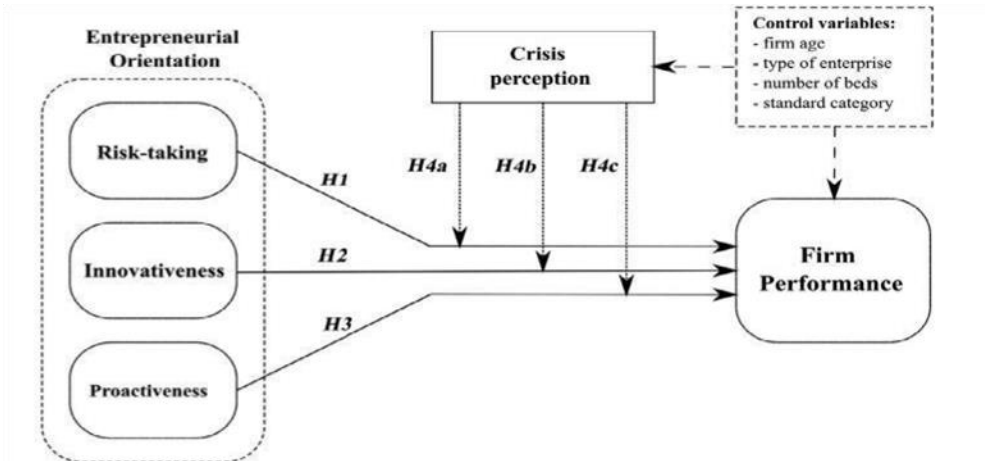 Entrepreneurial
Orientation
Risk-taking
Innovativeness
Proactiveness
H1
H2
H3
Crisis
perception
H4a
H4b
H4c
Control variables:
- firm age
- type of enterprise
- number of beds
- standard category
Firm
Performance